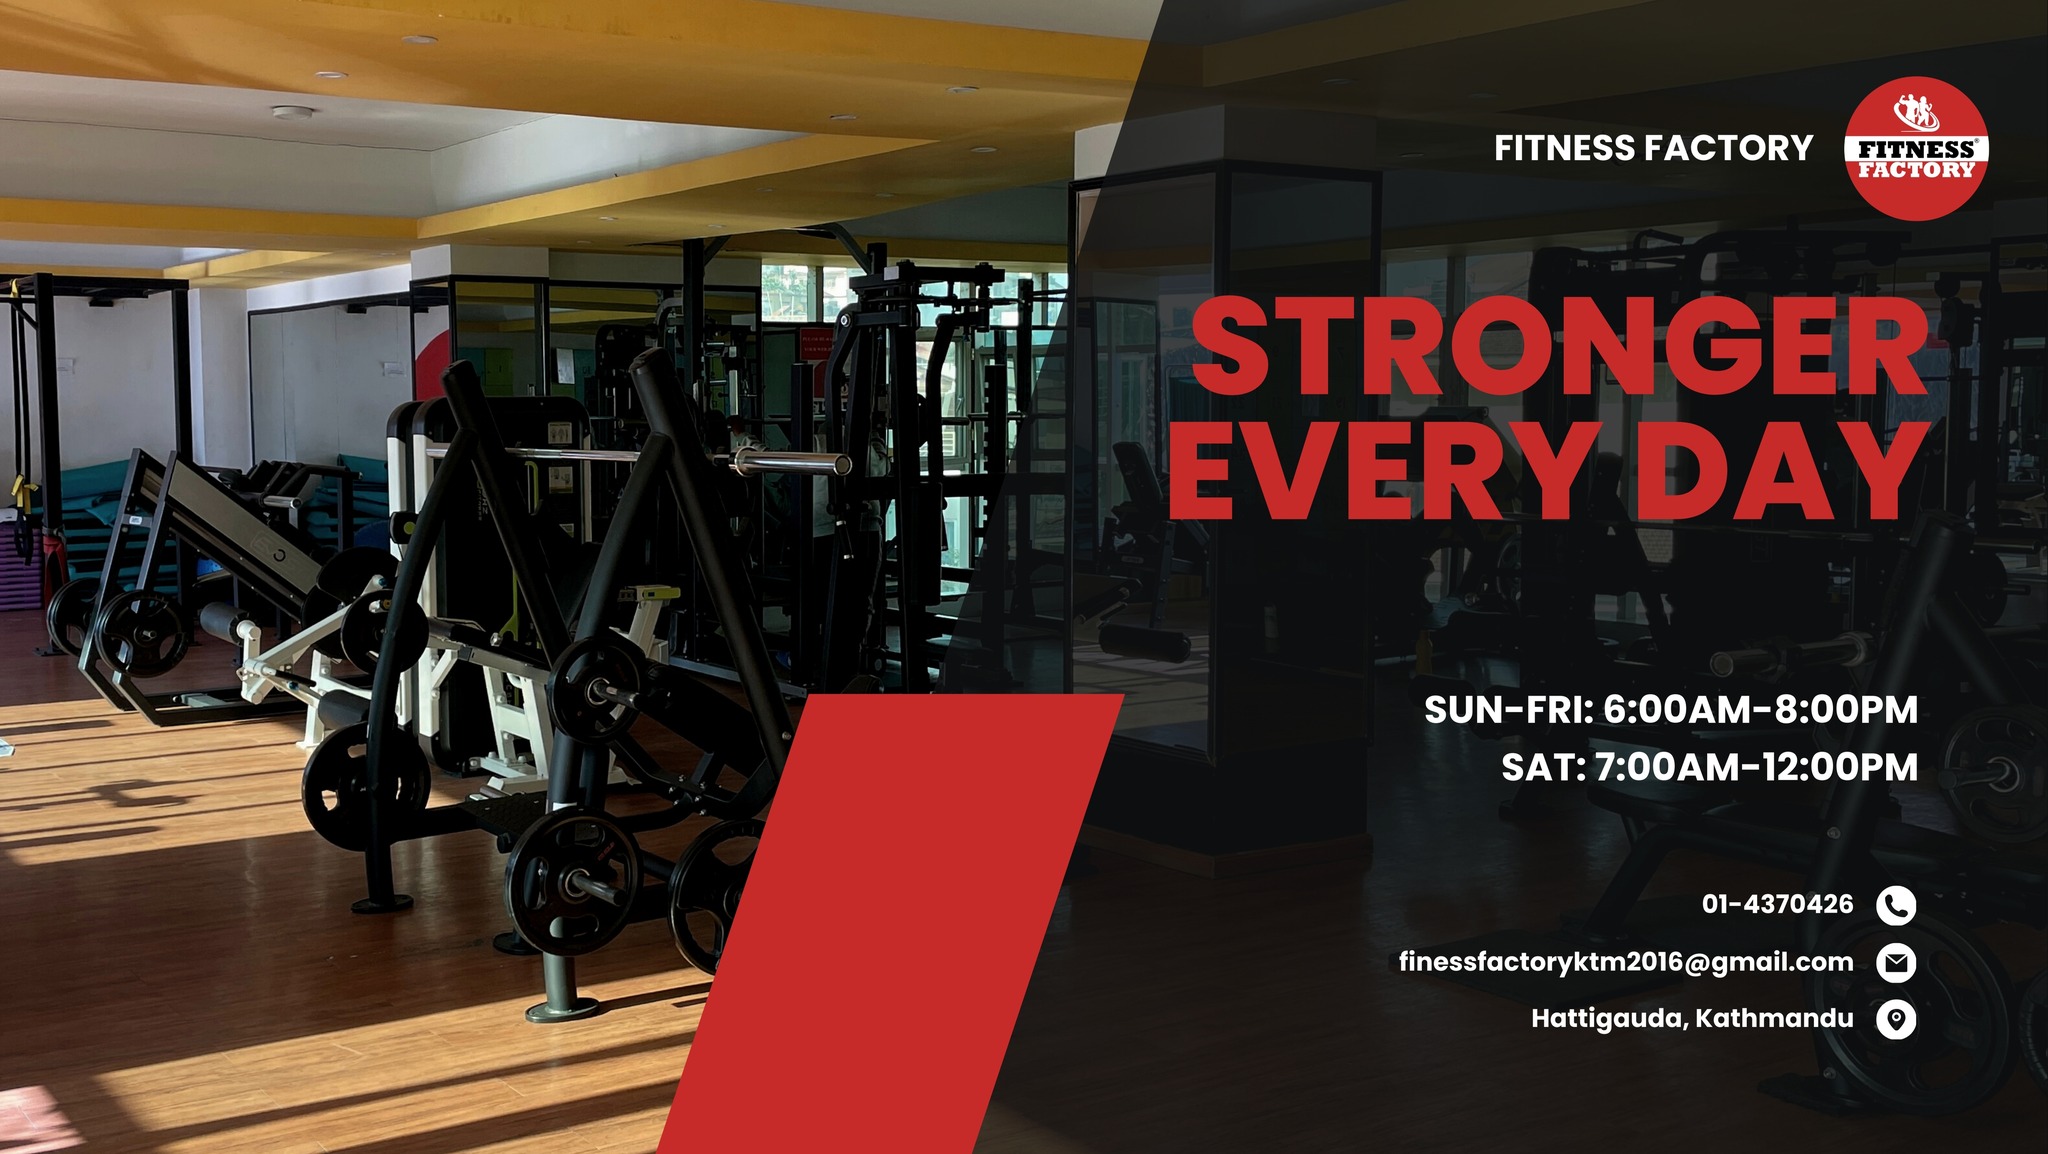 FITNESS FACTORY
FITNESS®
FACTORY
STRONGER
EVERY DAY
SUN-FRI: 6:00AM-8:00PM
SAT: 7:00AM-12:00PM
01-4370426
finessfactoryktm2016@gmail.com
Hattigauda, Kathmandu